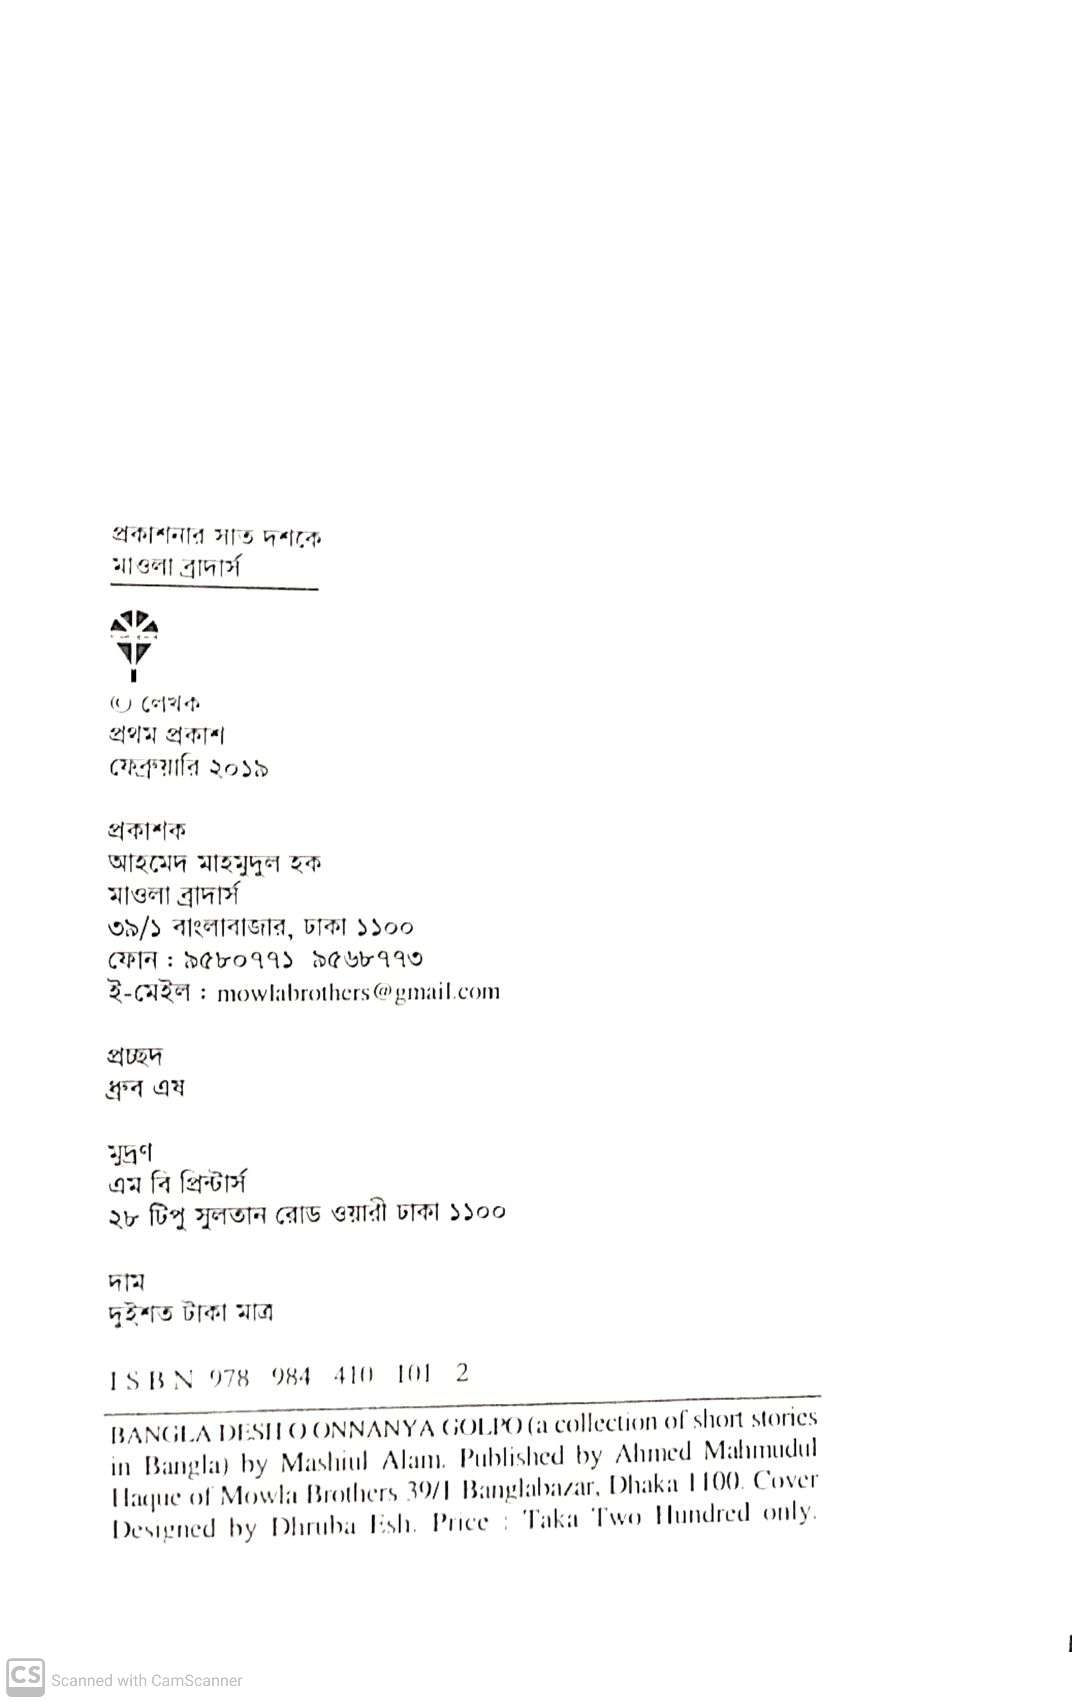 প্রকাশনার সাত দশকে
মাওলা ব্রাদার্স
© লেখক
প্রথম প্রকাশ
ফেব্রুয়ারি ২০১৯
প্রকাশক
আহমেদ মাহমুদুল হক
মাওলা ব্রাদার্স
৩৯/১ বাংলাবাজার, ঢাকা ১১০০
ফোন : ৯৫৮০৭৭১ ৯৫৬৮৭৭৩
ই-মেইল : mowlabrothers@gmail.com
প্রচ্ছদ
ধ্রুব এষ
মুদ্রণ
এম বি প্রিন্টার্স
২৮ টিপু সুলতান রোড ওয়ারী ঢাকা ১১০০
দাম
দুইশত টাকা মাত্র
ISBN 978 984 410 101 2
BANGLA DESH O ONNANYA GOLPO (a collection of short stories
in Bangla) by Mashiul Alam. Published by Ahmed Mahmudul
Haque of Mowla Brothers 39/1 Banglabazar, Dhaka 1100. Cover
Designed by Dhruba Esh. Price : Taka Two Hundred only.
CS Scanned with CamScanner